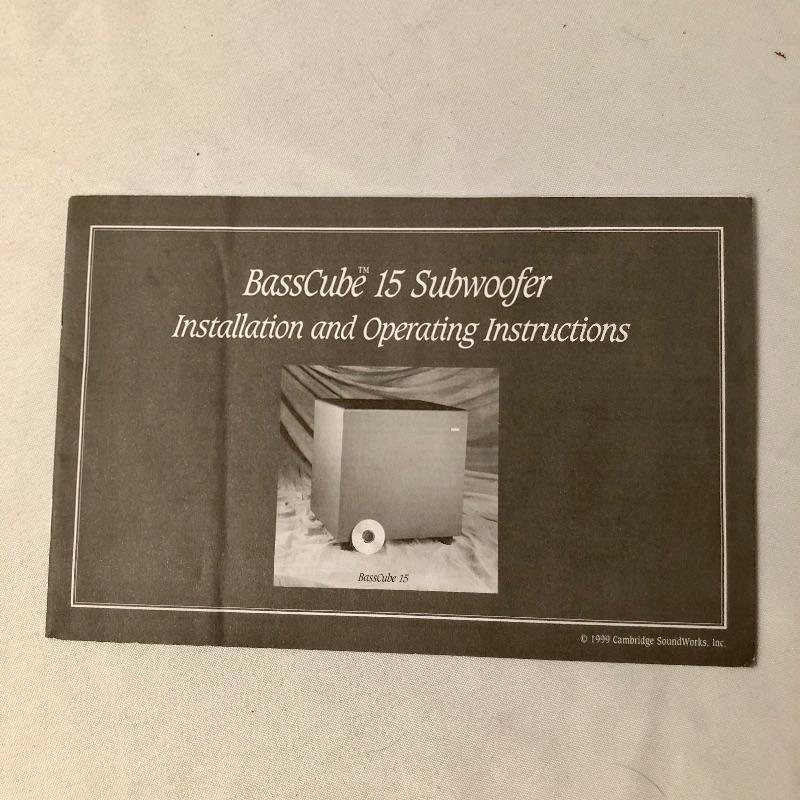 BassCube™ 15 Subwoofer
Installation and Operating Instructions
BassCube 15
© 1999 Cambridge SoundWorks, Inc.